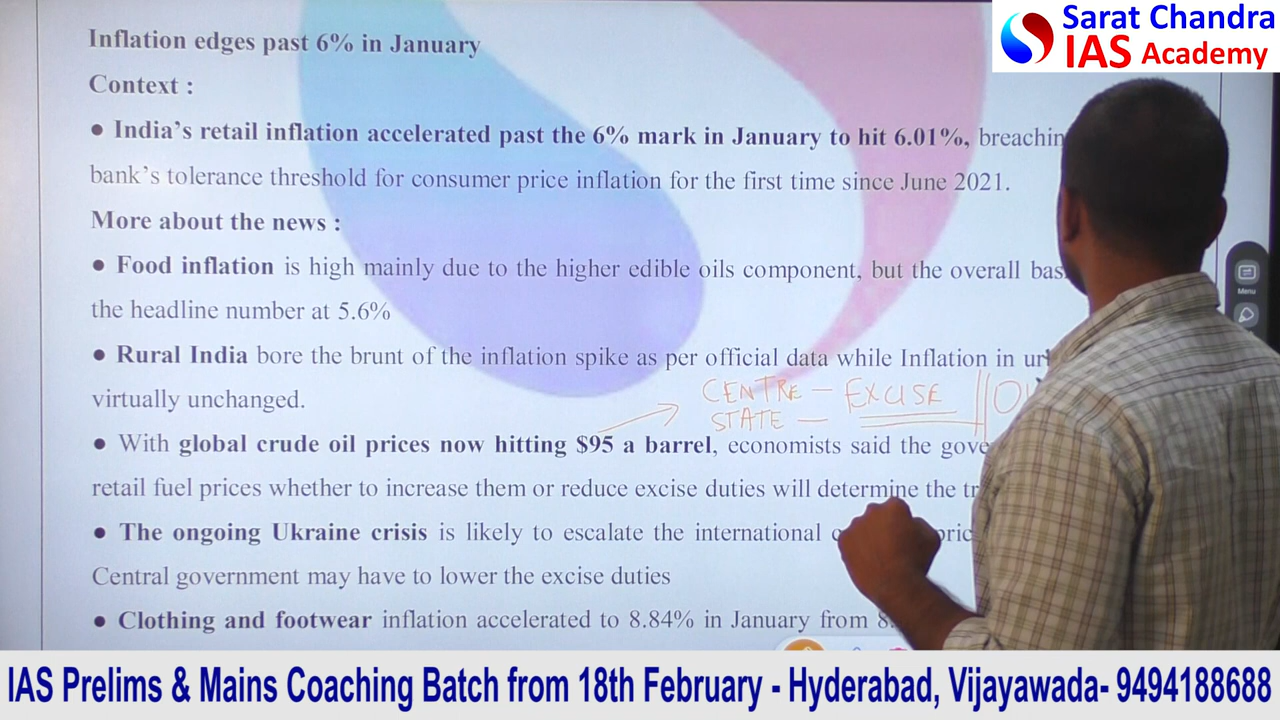 Sarat Chandra
IAS Academy
Inflation edges past 6% in January
Context :
● India's retail inflation accelerated past the 6% mark in January to hit 6.01%, breachin
bank's tolerance threshold for consumer price inflation for the first time since June 2021.
More about the news :
● Food inflation is high mainly due to the higher edible oils component, but the overall bas
the headline number at 5.6%
● Rural India bore the brunt of the inflation spike as per official data while Inflation in ur
virtually unchanged.
CENTRE — EXCISE
STATE —
● With global crude oil prices now hitting $95 a barrel, economists said the gove
retail fuel prices whether to increase them or reduce excise duties will determine the tr
● The ongoing Ukraine crisis is likely to escalate the international
Central government may have to lower the excise duties
● Clothing and footwear inflation accelerated to 8.84% in January from 8.
Menu
IAS Prelims & Mains Coaching Batch from 18th February - Hyderabad, Vijayawada- 9494188688